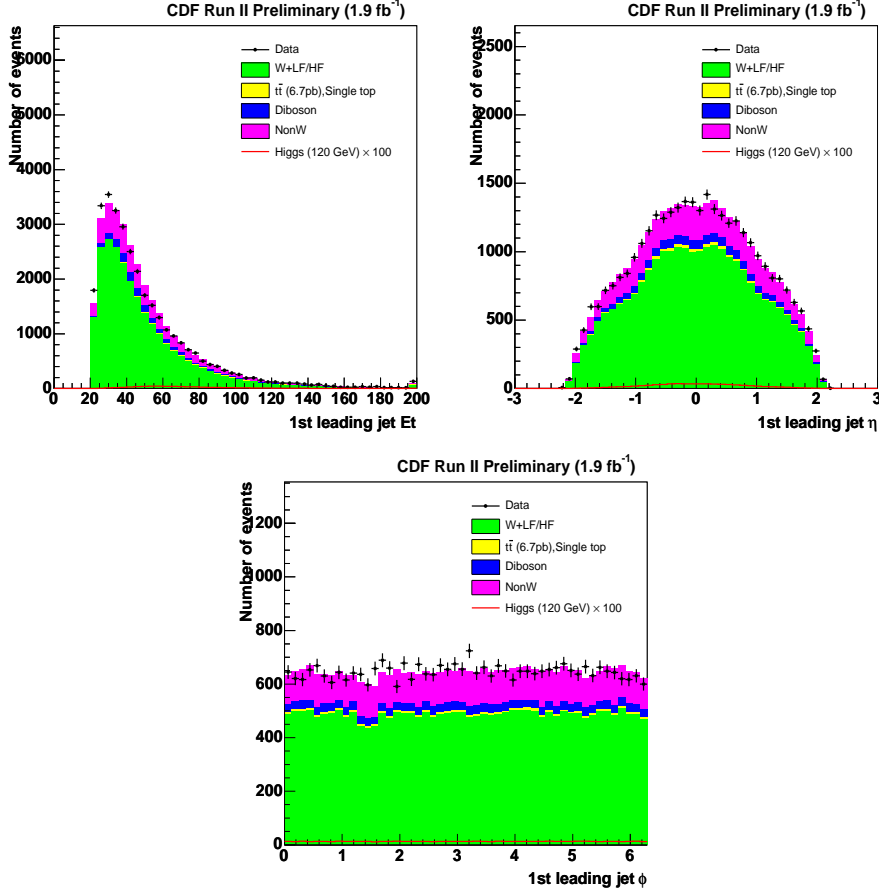 CDF Run II Preliminary (1.9 fb⁻¹)
Number of events
6000
5000
4000
3000
2000
1000
0
Data
W+LF/HF
tt̄ (6.7pb),Single top
Diboson
NonW
Higgs (120 GeV) × 100
0 20 40 60 80 100 120 140 160 180 200
1st leading jet Et
CDF Run II Preliminary (1.9 fb⁻¹)
Number of events
2500
2000
1500
1000
500
0
Data
W+LF/HF
tt̄ (6.7pb),Single top
Diboson
NonW
Higgs (120 GeV) × 100
-3 -2 -1 0 1 2 3
1st leading jet η
CDF Run II Preliminary (1.9 fb⁻¹)
Number of events
1200
1000
800
600
400
200
0
Data
W+LF/HF
tt̄ (6.7pb),Single top
Diboson
NonW
Higgs (120 GeV) × 100
0 1 2 3 4 5 6
1st leading jet ϕ